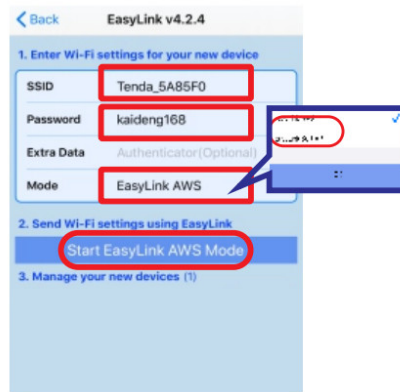 Back EasyLink v4.2.4
1. Enter Wi-Fi settings for your new device
SSID Tenda_5A85F0
Password kaideng168
Extra Data Authenticator(Optional)
Mode EasyLink AWS
2. Send Wi-Fi settings using EasyLink
Start EasyLink AWS Mode
3. Manage your new devices (1)